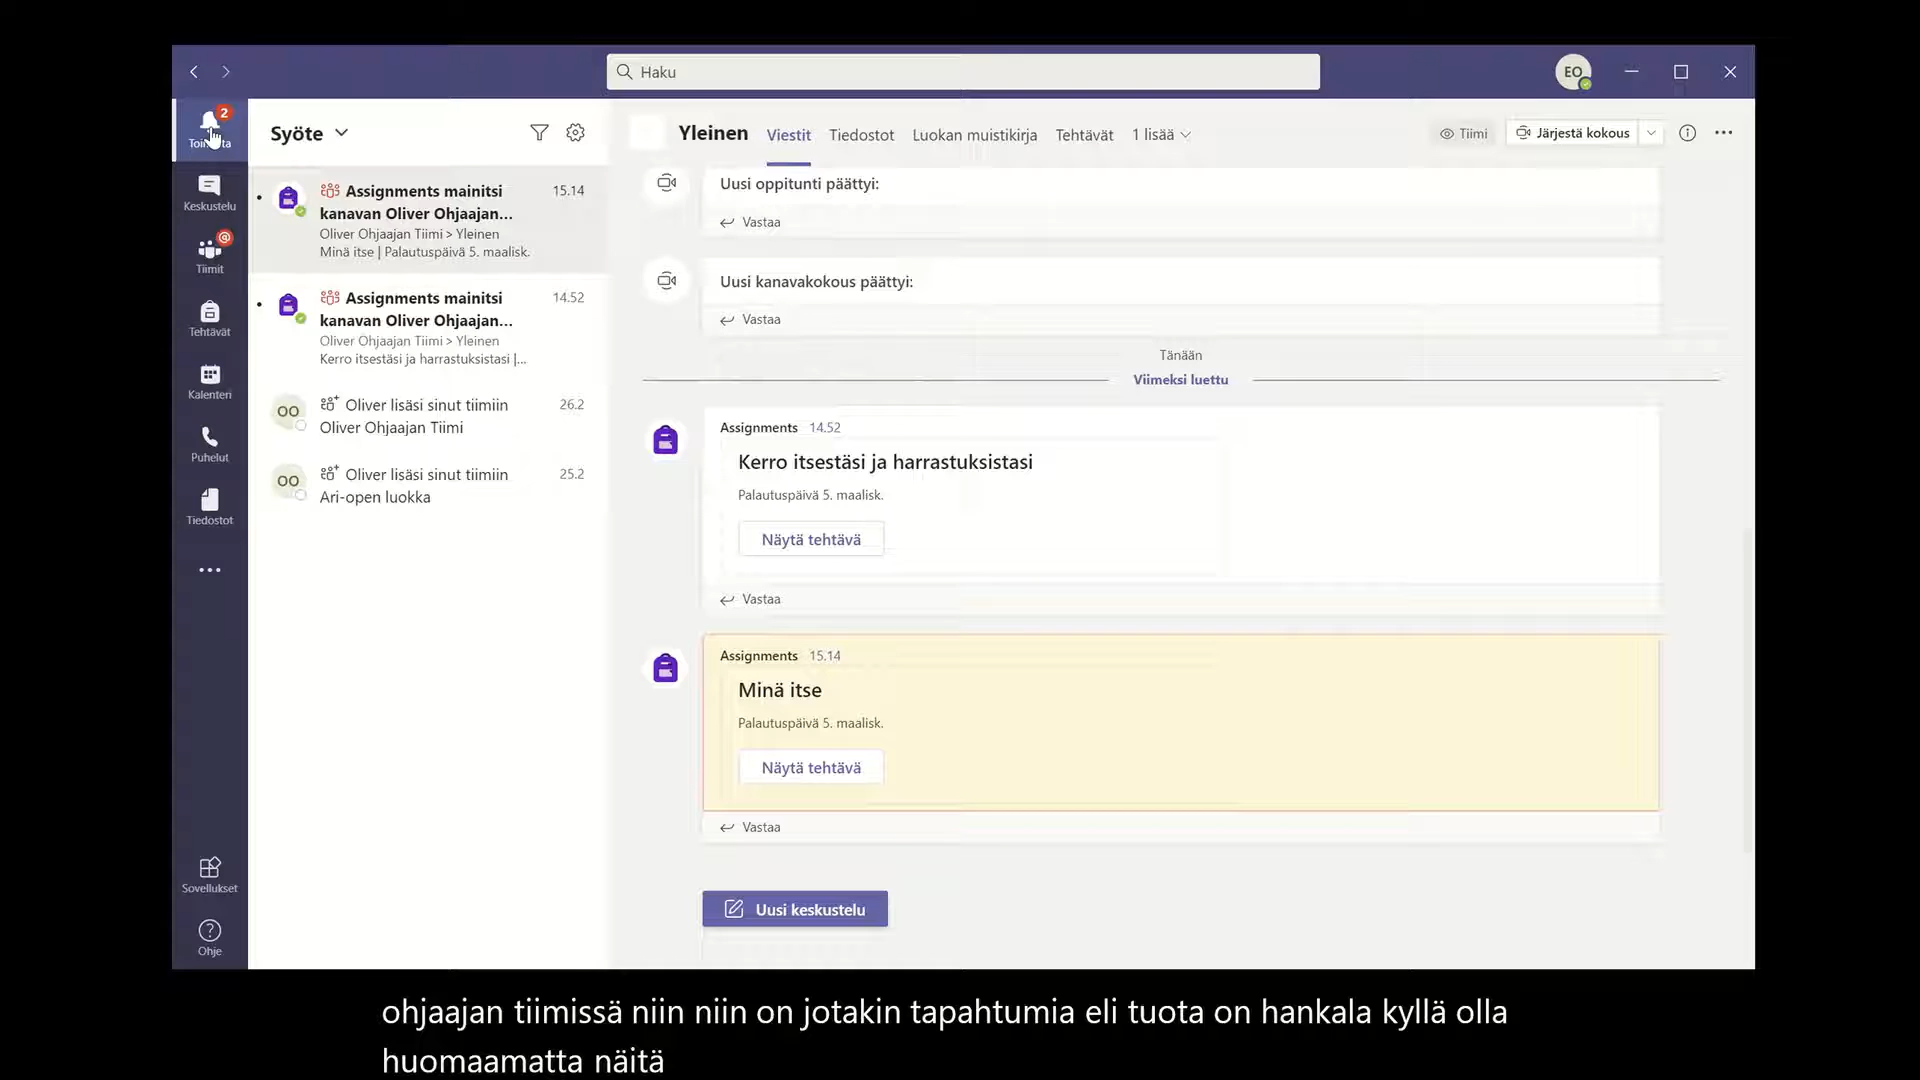 Haku
EO
2
Keskustelu
Tiimit
Tehtävät
Kalenteri
Puhelut
Tiedostot
Sovellukset
Ohje
Syöte
Assignments mainitsi 15.14
kanavan Oliver Ohjaajan...
Oliver Ohjaajan Tiimi > Yleinen
Minä itse | Palautuspäivä 5. maalisk.
Assignments mainitsi 14.52
kanavan Oliver Ohjaajan...
Oliver Ohjaajan Tiimi > Yleinen
Kerro itsestäsi ja harrastuksistasi |...
OO Oliver lisäsi sinut tiimiin 26.2
Oliver Ohjaajan Tiimi
OO Oliver lisäsi sinut tiimiin 25.2
Ari-open luokka
Yleinen Viestit Tiedostot Luokan muistikirja Tehtävät 1 lisää Tiimi Järjestä kokous
Uusi oppitunti päättyi:
Vastaa
Uusi kanavakokous päättyi:
Vastaa
Tänään
Viimeksi luettu
Assignments 14.52
Kerro itsestäsi ja harrastuksistasi
Palautuspäivä 5. maalisk.
Näytä tehtävä
Vastaa
Assignments 15.14
Minä itse
Palautuspäivä 5. maalisk.
Näytä tehtävä
Vastaa
Uusi keskustelu
ohjaajan tiimissä niin niin on jotakin tapahtumia eli tuota on hankala kyllä olla
huomaamatta näitä